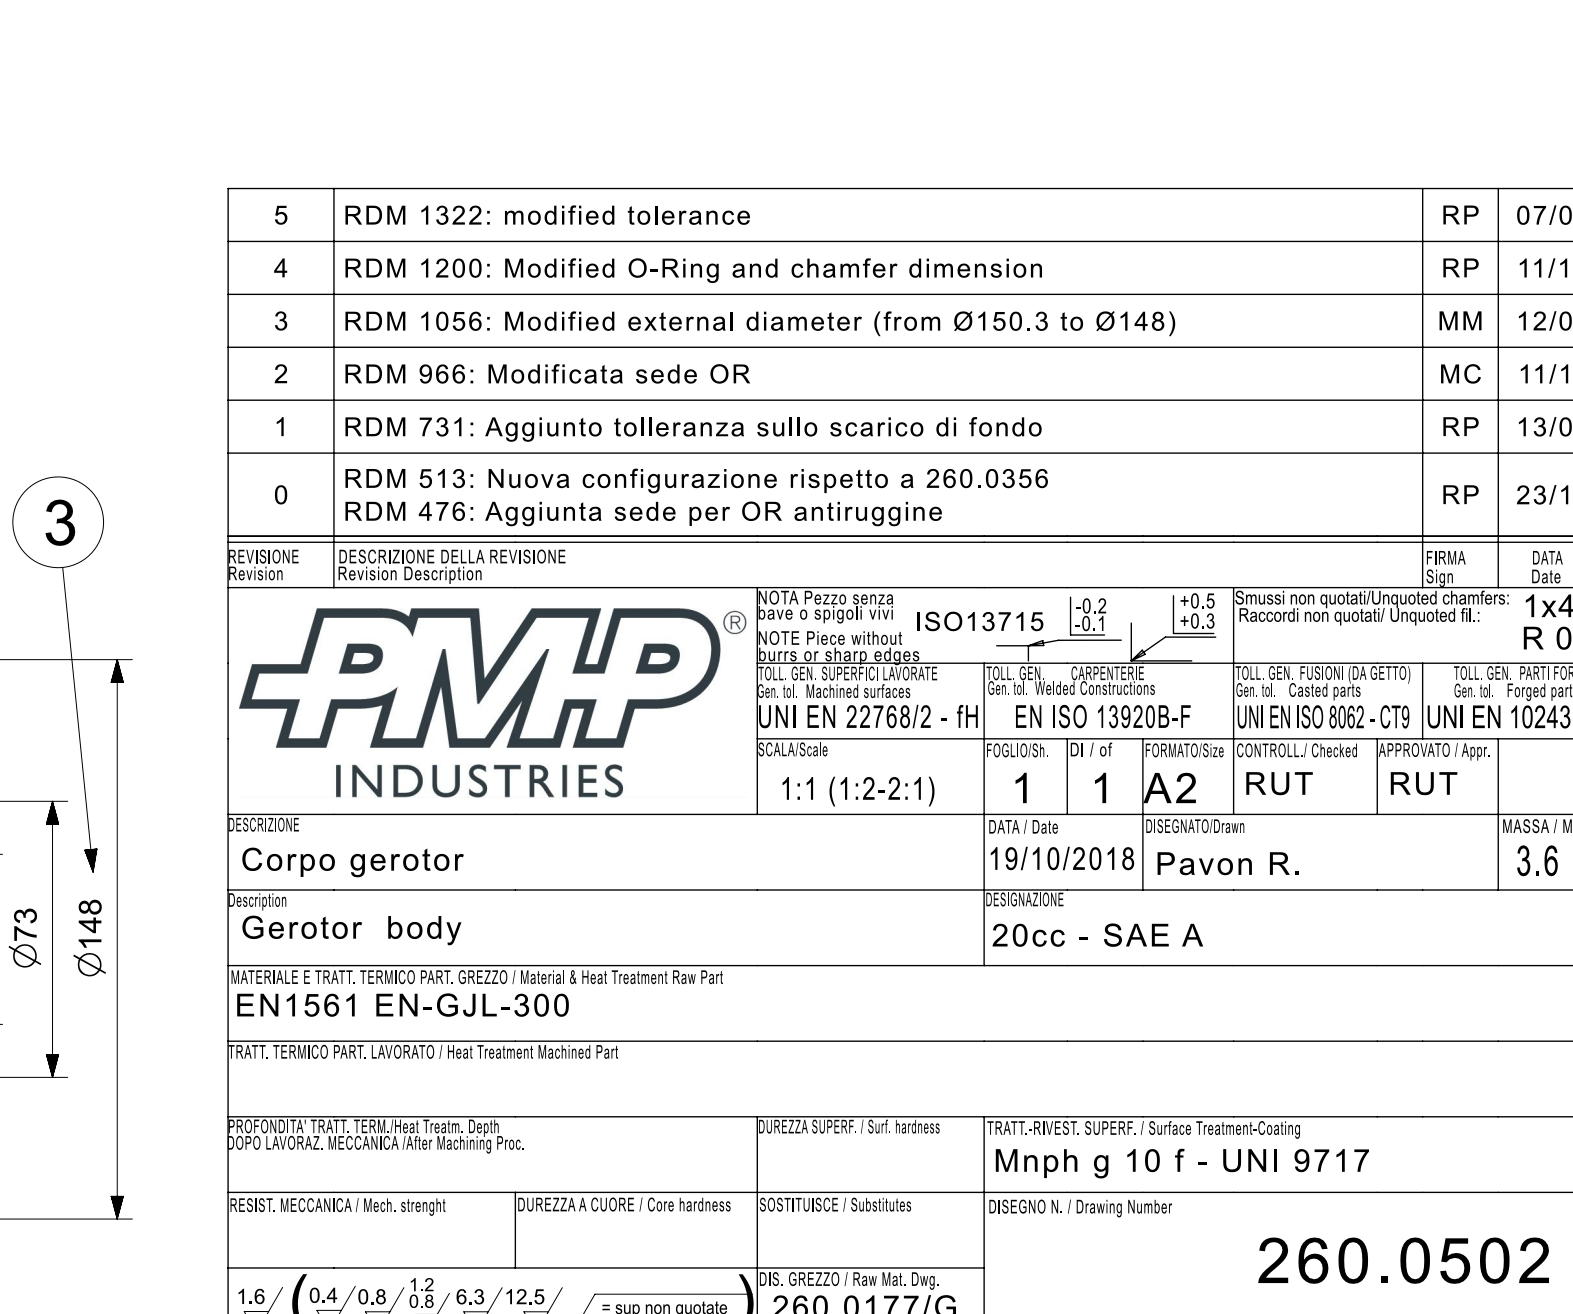 5 RDM 1322: modified tolerance RP 07/0
4 RDM 1200: Modified O-Ring and chamfer dimension RP 11/1
3 RDM 1056: Modified external diameter (from Ø150.3 to Ø148) MM 12/0
2 RDM 966: Modificata sede OR MC 11/1
1 RDM 731: Aggiunto tolleranza sullo scarico di fondo RP 13/0
0 RDM 513: Nuova configurazione rispetto a 260.0356 RP 23/1
RDM 476: Aggiunta sede per OR antiruggine
REVISIONE DESCRIZIONE DELLA REVISIONE FIRMA DATA
Revision Revision Description Sign Date
3
Ø73
Ø148
PMP®
INDUSTRIES
NOTA Pezzo senza
bave o spigoli vivi
NOTE Piece without
burrs or sharp edges
ISO13715
-0.2
-0.1
+0.5
+0.3
Smussi non quotati/Unquoted chamfers: 1x4
Raccordi non quotati/ Unquoted fil.: R 0
TOLL. GEN. SUPERFICI LAVORATE
Gen. tol. Machined surfaces
UNI EN 22768/2 - fH
TOLL. GEN. CARPENTERIE
Gen. tol. Welded Constructions
EN ISO 13920B-F
TOLL. GEN. FUSIONI (DA GETTO)
Gen. tol. Casted parts
UNI EN ISO 8062 - CT9
TOLL. GEN. PARTI FOR
Gen. tol. Forged part
UNI EN 10243
SCALA/Scale
1:1 (1:2-2:1)
FOGLIO/Sh.
1
DI / of
1
FORMATO/Size
A2
CONTROLL./ Checked
RUT
APPROVATO / Appr.
RUT
DESCRIZIONE
Corpo gerotor
DATA / Date
19/10/2018
DISEGNATO/Drawn
Pavon R.
MASSA / M
3.6
Description
Gerotor body
DESIGNAZIONE
20cc - SAE A
MATERIALE E TRATT. TERMICO PART. GREZZO / Material & Heat Treatment Raw Part
EN1561 EN-GJL-300
TRATT. TERMICO PART. LAVORATO / Heat Treatment Machined Part
PROFONDITA' TRATT. TERM./Heat Treatm. Depth
DOPO LAVORAZ. MECCANICA /After Machining Proc.
DUREZZA SUPERF. / Surf. hardness
TRATT.-RIVEST. SUPERF. / Surface Treatment-Coating
Mnph g 10 f - UNI 9717
RESIST. MECCANICA / Mech. strenght
DUREZZA A CUORE / Core hardness
SOSTITUISCE / Substitutes
DISEGNO N. / Drawing Number
260.0502
1.6 ( 0.4 0.8 1.2 0.8 6.3 12.5 )
= sup non quotate
DIS. GREZZO / Raw Mat. Dwg.
260.0177/G